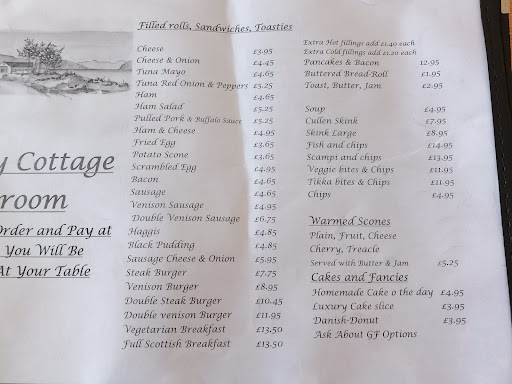 y Cottage
room
Order and Pay at
You Will Be
At Your Table
Filled rolls, Sandwiches, Toasties
Cheese £3.95
Cheese & Onion £4.45
Tuna Mayo £4.65
Tuna Red Onion & Peppers £5.25
Ham £4.65
Ham Salad £5.25
Pulled Pork & Buffalo Sauce £5.25
Ham & Cheese £4.95
Fried Egg £3.65
Potato Scone £3.65
Scrambled Egg £4.95
Bacon £4.65
Sausage £4.65
Venison Sausage £4.95
Double Venison Sausage £6.75
Haggis £4.85
Black Pudding £4.85
Sausage Cheese & Onion £5.95
Steak Burger £7.75
Venison Burger £8.95
Double Steak Burger £10.45
Double venison Burger £11.95
Vegetarian Breakfast £13.50
Full Scottish Breakfast £13.50
Extra Hot fillings add £1.40 each
Extra Cold fillings add £1.20 each
Pancakes & Bacon 12.95
Buttered Bread-Roll £1.95
Toast, Butter, Jam £2.95
Soup £4.95
Cullen Skink £7.95
Skink Large £8.95
Fish and chips £14.95
Scampi and chips £13.95
Veggie bites & Chips £11.95
Tikka bites & Chips £11.95
Chips £4.95
Warmed Scones
Plain, Fruit, Cheese
Cherry, Treacle
Served with Butter & Jam £5.25
Cakes and Fancies
Homemade Cake o the day £4.95
Luxury Cake slice £3.95
Danish-Donut £3.95
Ask About GF Options